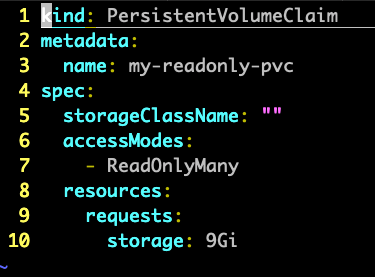 1 kind: PersistentVolumeClaim
2 metadata:
3   name: my-readonly-pvc
4 spec:
5   storageClassName: ""
6   accessModes:
7     - ReadOnlyMany
8   resources:
9     requests:
10       storage: 9Gi
~